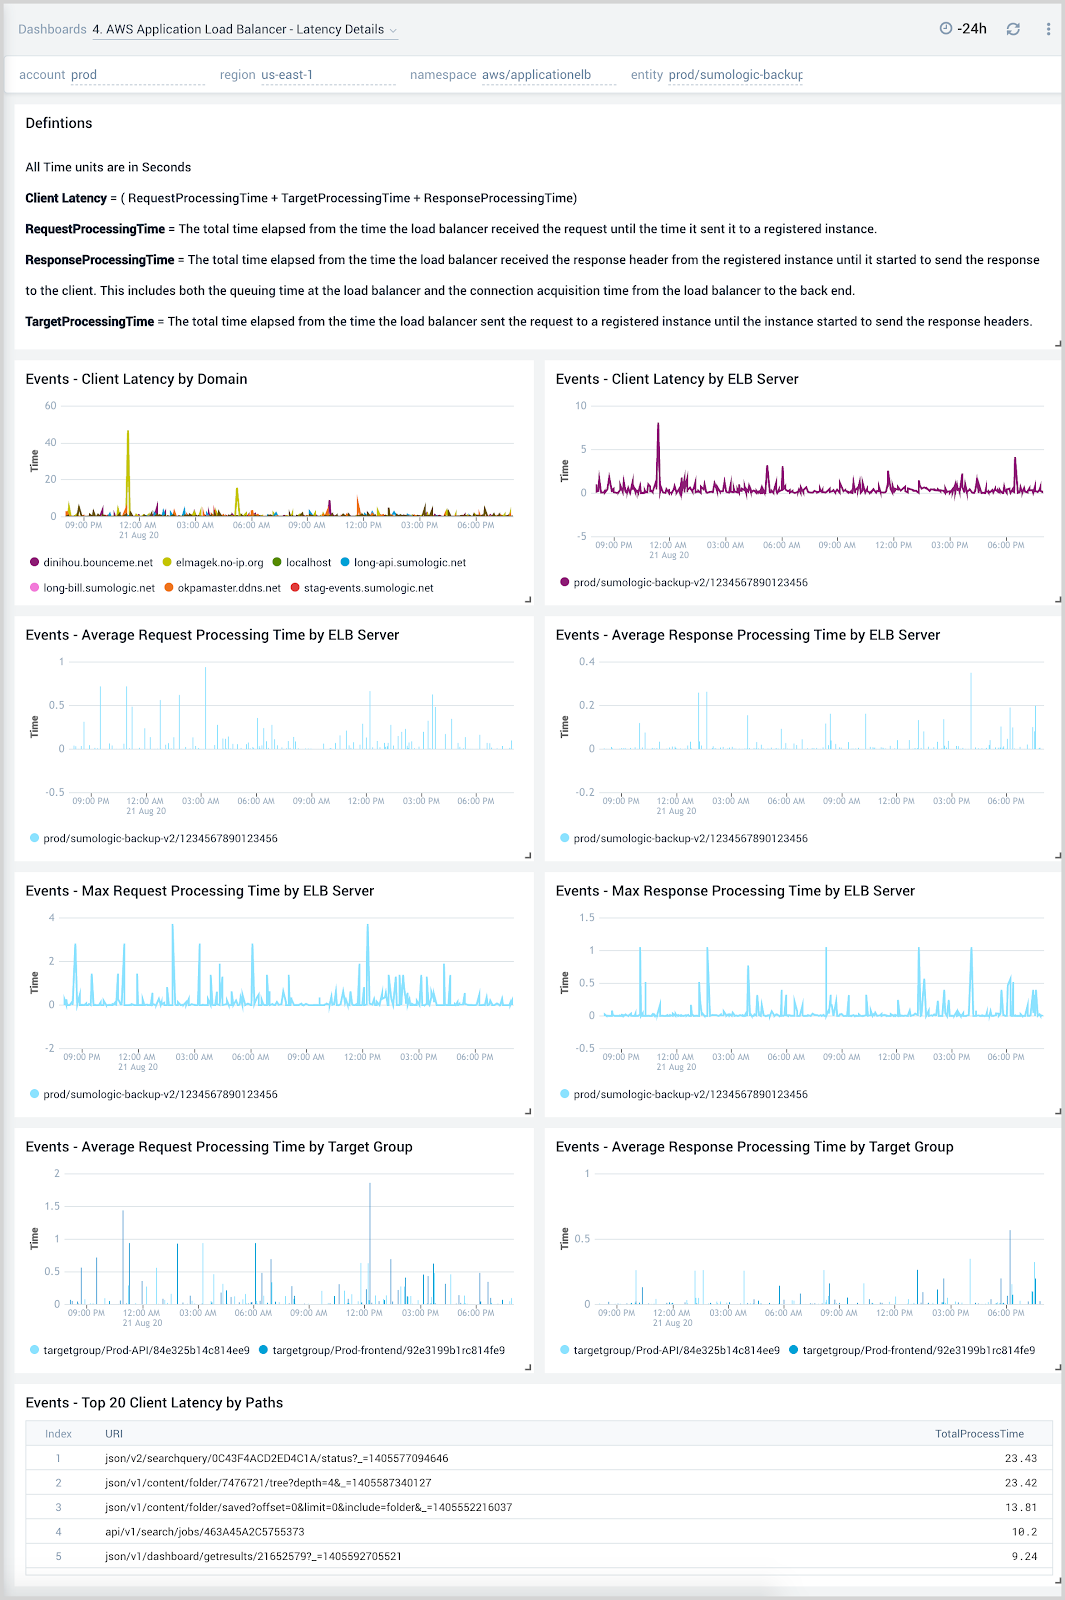 Dashboards 4. AWS Application Load Balancer - Latency Details
-24h
account prod region us-east-1 namespace aws/applicationelb entity prod/sumologic-backup
Defintions
All Time units are in Seconds
Client Latency = ( RequestProcessingTime + TargetProcessingTime + ResponseProcessingTime)
RequestProcessingTime = The total time elapsed from the time the load balancer received the request until the time it sent it to a registered instance.
ResponseProcessingTime = The total time elapsed from the time the load balancer received the response header from the registered instance until it started to send the response
to the client. This includes both the queuing time at the load balancer and the connection acquisition time from the load balancer to the back end.
TargetProcessingTime = The total time elapsed from the time the load balancer sent the request to a registered instance until the instance started to send the response headers.
Events - Client Latency by Domain
60
40
20
0
Time
09:00 PM 12:00 AM 03:00 AM 06:00 AM 09:00 AM 12:00 PM 03:00 PM 06:00 PM
21 Aug 20
dinihou.bounceme.net elmagek.no-ip.org localhost long-api.sumologic.net
long-bill.sumologic.net okpamaster.ddns.net stag-events.sumologic.net
Events - Client Latency by ELB Server
10
5
0
-5
Time
09:00 PM 12:00 AM 03:00 AM 06:00 AM 09:00 AM 12:00 PM 03:00 PM 06:00 PM
21 Aug 20
prod/sumologic-backup-v2/1234567890123456
Events - Average Request Processing Time by ELB Server
1
0.5
0
-0.5
Time
09:00 PM 12:00 AM 03:00 AM 06:00 AM 09:00 AM 12:00 PM 03:00 PM 06:00 PM
21 Aug 20
prod/sumologic-backup-v2/1234567890123456
Events - Average Response Processing Time by ELB Server
0.4
0.2
0
-0.2
Time
09:00 PM 12:00 AM 03:00 AM 06:00 AM 09:00 AM 12:00 PM 03:00 PM 06:00 PM
21 Aug 20
prod/sumologic-backup-v2/1234567890123456
Events - Max Request Processing Time by ELB Server
4
2
0
-2
Time
09:00 PM 12:00 AM 03:00 AM 06:00 AM 09:00 AM 12:00 PM 03:00 PM 06:00 PM
21 Aug 20
prod/sumologic-backup-v2/1234567890123456
Events - Max Response Processing Time by ELB Server
1.5
1
0.5
0
-0.5
Time
09:00 PM 12:00 AM 03:00 AM 06:00 AM 09:00 AM 12:00 PM 03:00 PM 06:00 PM
21 Aug 20
prod/sumologic-backup-v2/1234567890123456
Events - Average Request Processing Time by Target Group
2
1.5
1
0.5
0
Time
09:00 PM 12:00 AM 03:00 AM 06:00 AM 09:00 AM 12:00 PM 03:00 PM 06:00 PM
21 Aug 20
targetgroup/Prod-API/84e325b14c814ee9 targetgroup/Prod-frontend/92e3199b1rc814fe9
Events - Average Response Processing Time by Target Group
1
0.5
0
Time
09:00 PM 12:00 AM 03:00 AM 06:00 AM 09:00 AM 12:00 PM 03:00 PM 06:00 PM
21 Aug 20
targetgroup/Prod-API/84e325b14c814ee9 targetgroup/Prod-frontend/92e3199b1rc814fe9
Events - Top 20 Client Latency by Paths
Index URI TotalProcessTime
1 json/v2/searchquery/0C43F4ACD2ED4C1A/status?_=1405577094646 23.43
2 json/v1/content/folder/7476721/tree?depth=4&_=1405587340127 23.42
3 json/v1/content/folder/saved?offset=0&limit=0&include=folder&_=1405552216037 13.81
4 api/v1/search/jobs/463A45A2C5755373 10.2
5 json/v1/dashboard/getresults/21652579?_=1405592705521 9.24